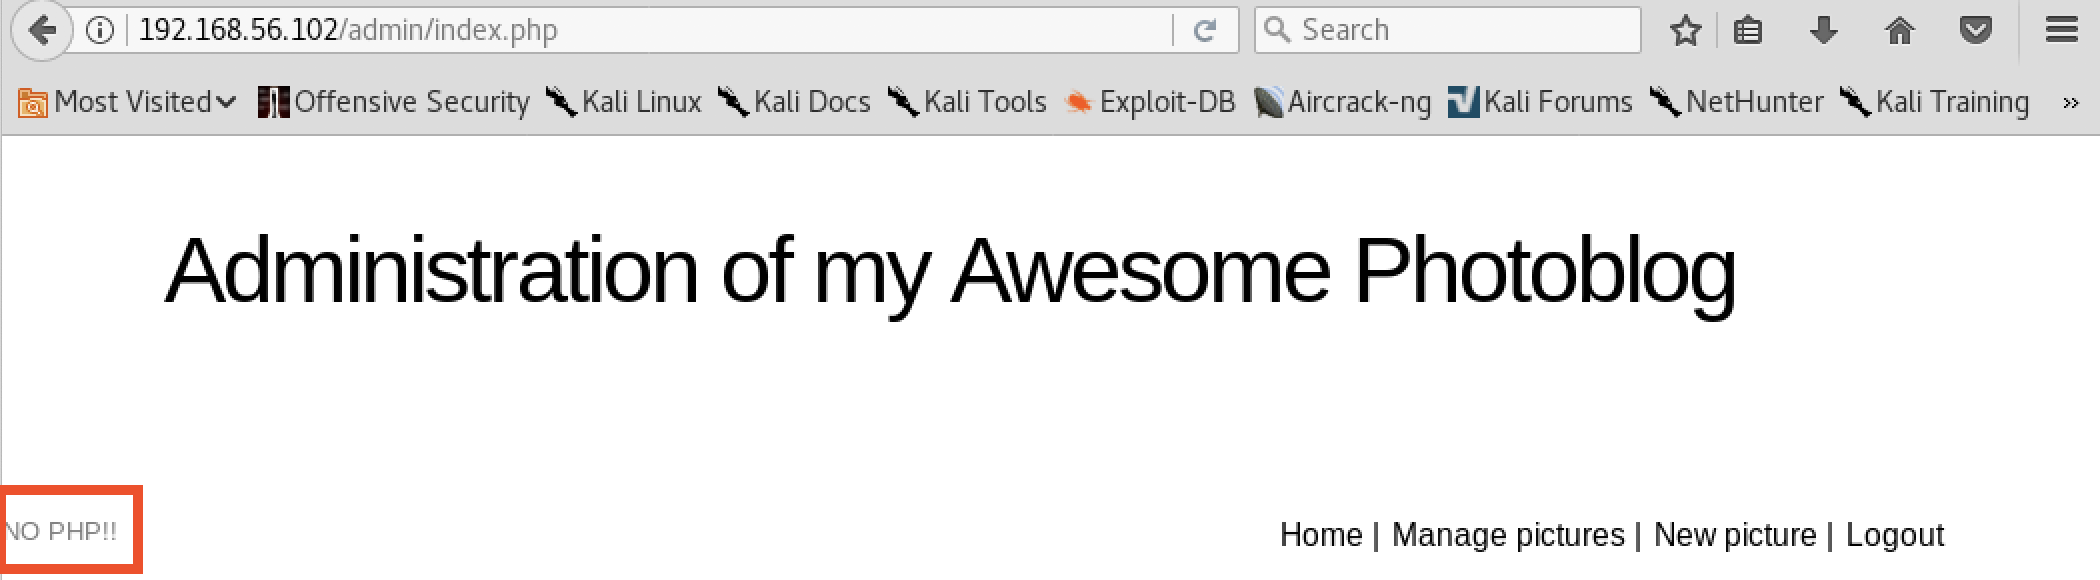 192.168.56.102/admin/index.php Search
Most Visited Offensive Security Kali Linux Kali Docs Kali Tools Exploit-DB Aircrack-ng Kali Forums NetHunter Kali Training »
Administration of my Awesome Photoblog
NO PHP!!
Home | Manage pictures | New picture | Logout